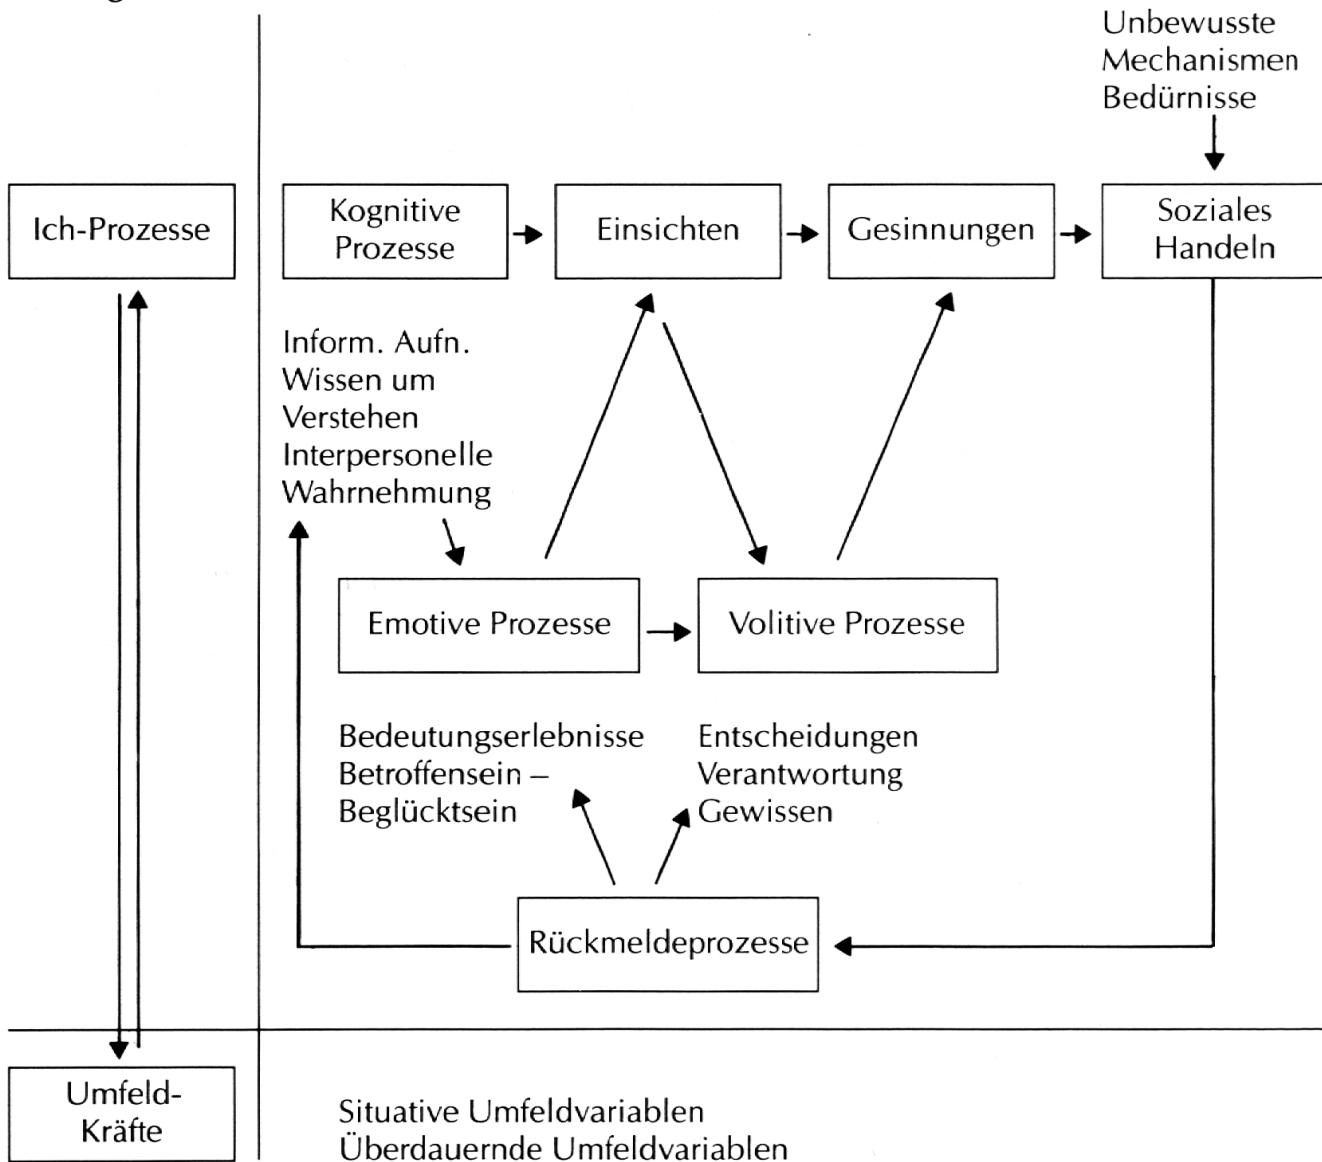 Unbewusste
Mechanismen
Bedürnisse
Ich-Prozesse
Kognitive
Prozesse
Einsichten
Gesinnungen
Soziales
Handeln
Inform. Aufn.
Wissen um
Verstehen
Interpersonelle
Wahrnehmung
Emotive Prozesse
Volitive Prozesse
Bedeutungserlebnisse
Betroffensein –
Beglücktsein
Entscheidungen
Verantwortung
Gewissen
Rückmeldeprozesse
Umfeld-
Kräfte
Situative Umfeldvariablen
Überdauernde Umfeldvariablen